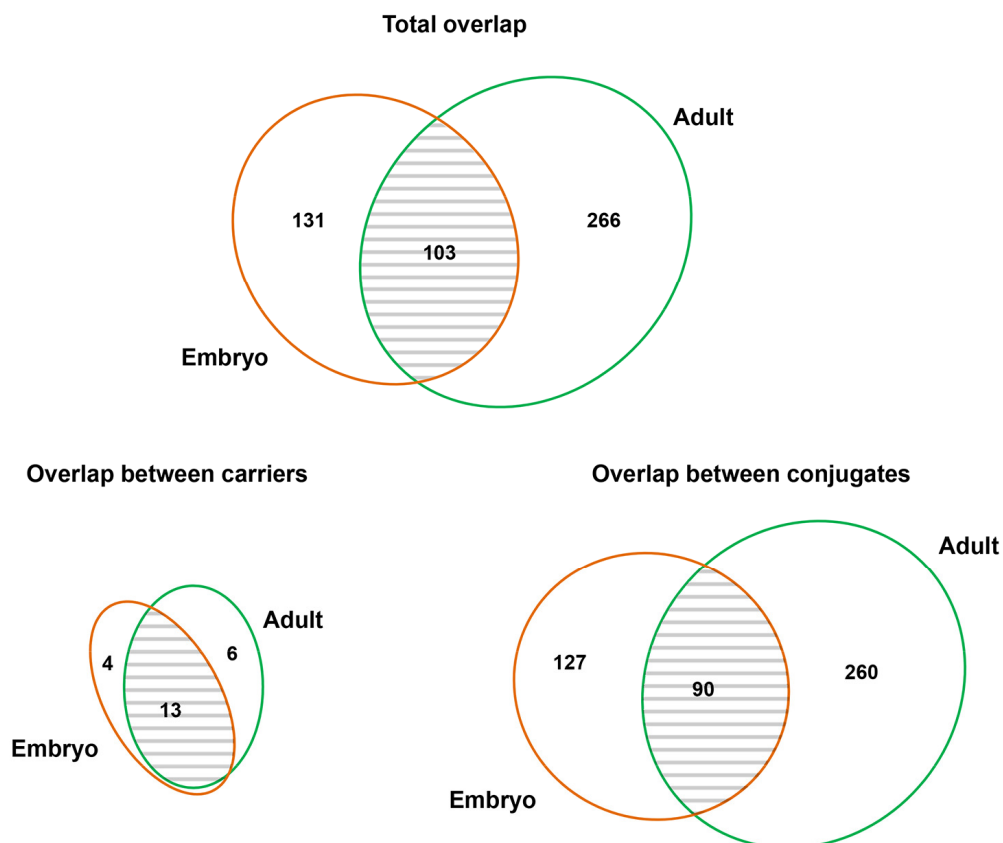 Total overlap
Adult
131
266
103
Embryo
Overlap between carriers
Overlap between conjugates
Adult
Adult
6
4
127
260
90
13
Embryo
Embryo